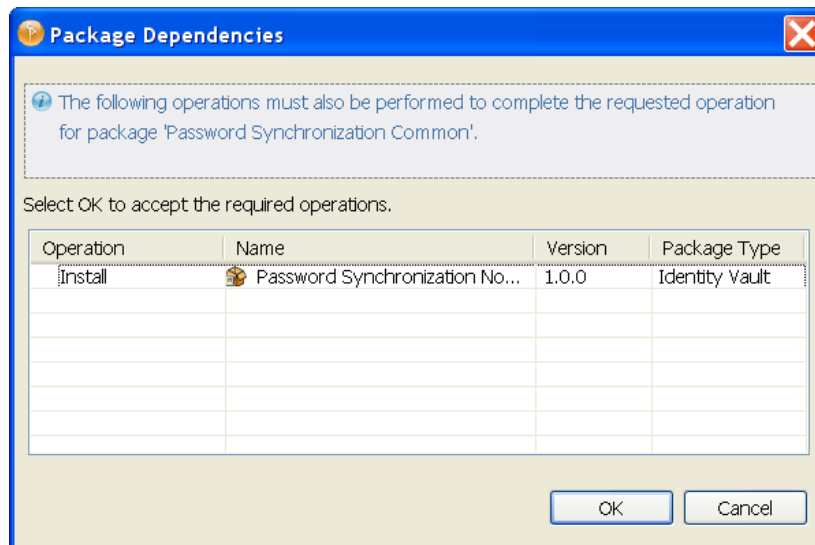 Package Dependencies
The following operations must also be performed to complete the requested operation
for package 'Password Synchronization Common'.
Select OK to accept the required operations.
Operation Name Version Package Type
Install Password Synchronization No... 1.0.0 Identity Vault
OK Cancel